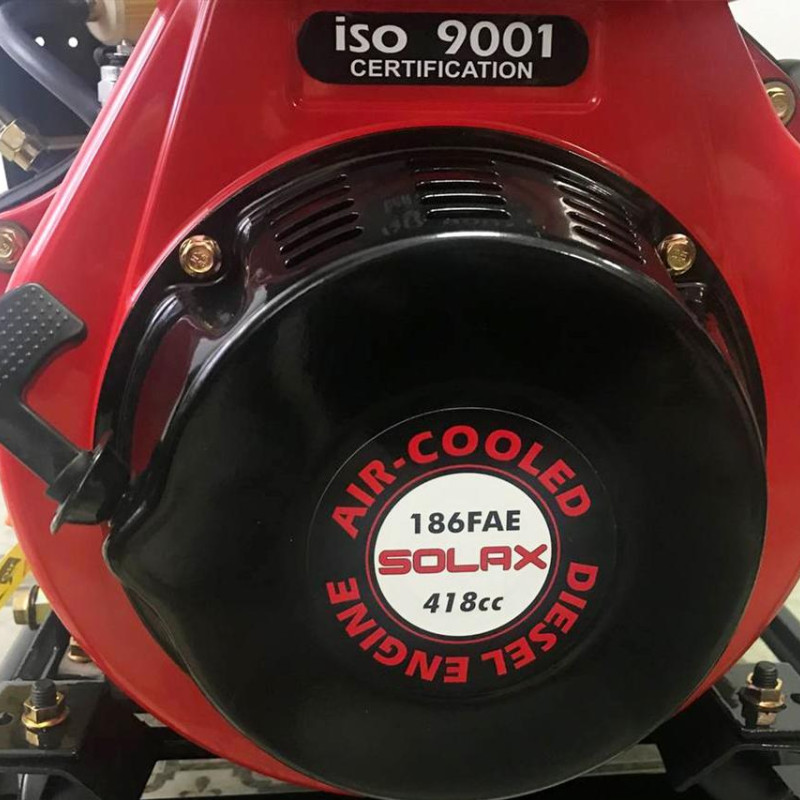 iso 9001
CERTIFICATION
AIR-COOLED
186FAE
SOLAX
418cc
DIESEL ENGINE